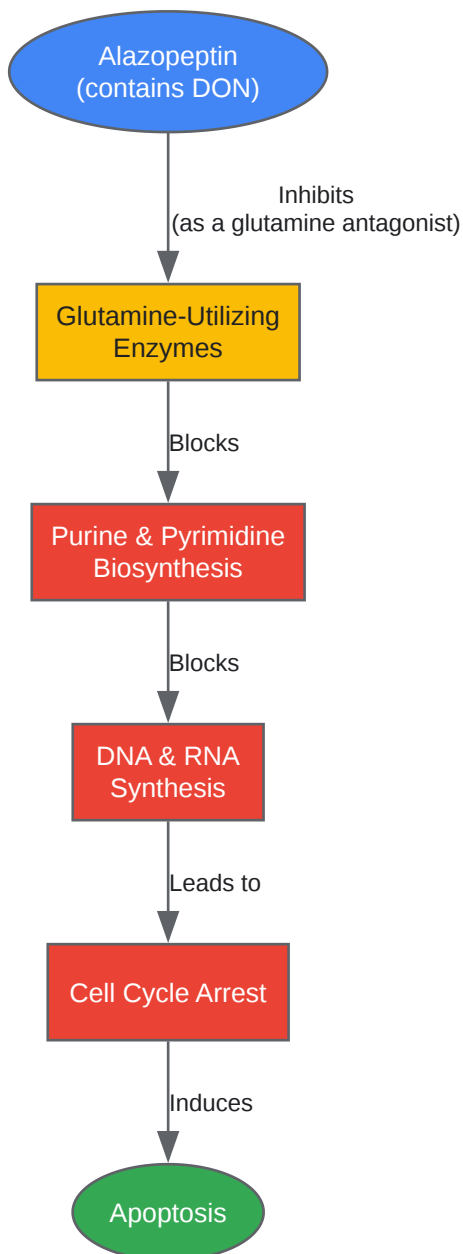 Alazopeptin
(contains DON)
Inhibits
(as a glutamine antagonist)
Glutamine-Utilizing
Enzymes
Blocks
Purine & Pyrimidine
Biosynthesis
Blocks
DNA & RNA
Synthesis
Leads to
Cell Cycle Arrest
Induces
Apoptosis